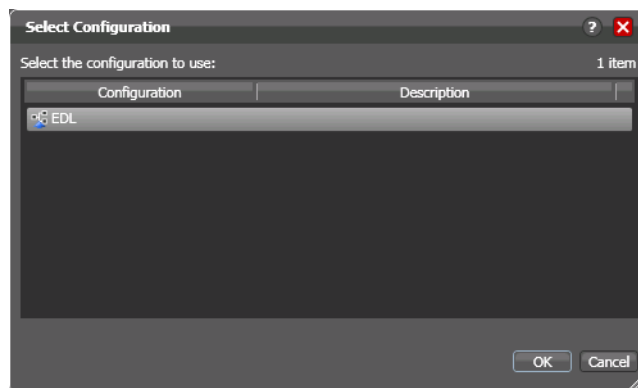 Select Configuration ?
Select the configuration to use: 1 item
Configuration Description
EDL
OK Cancel